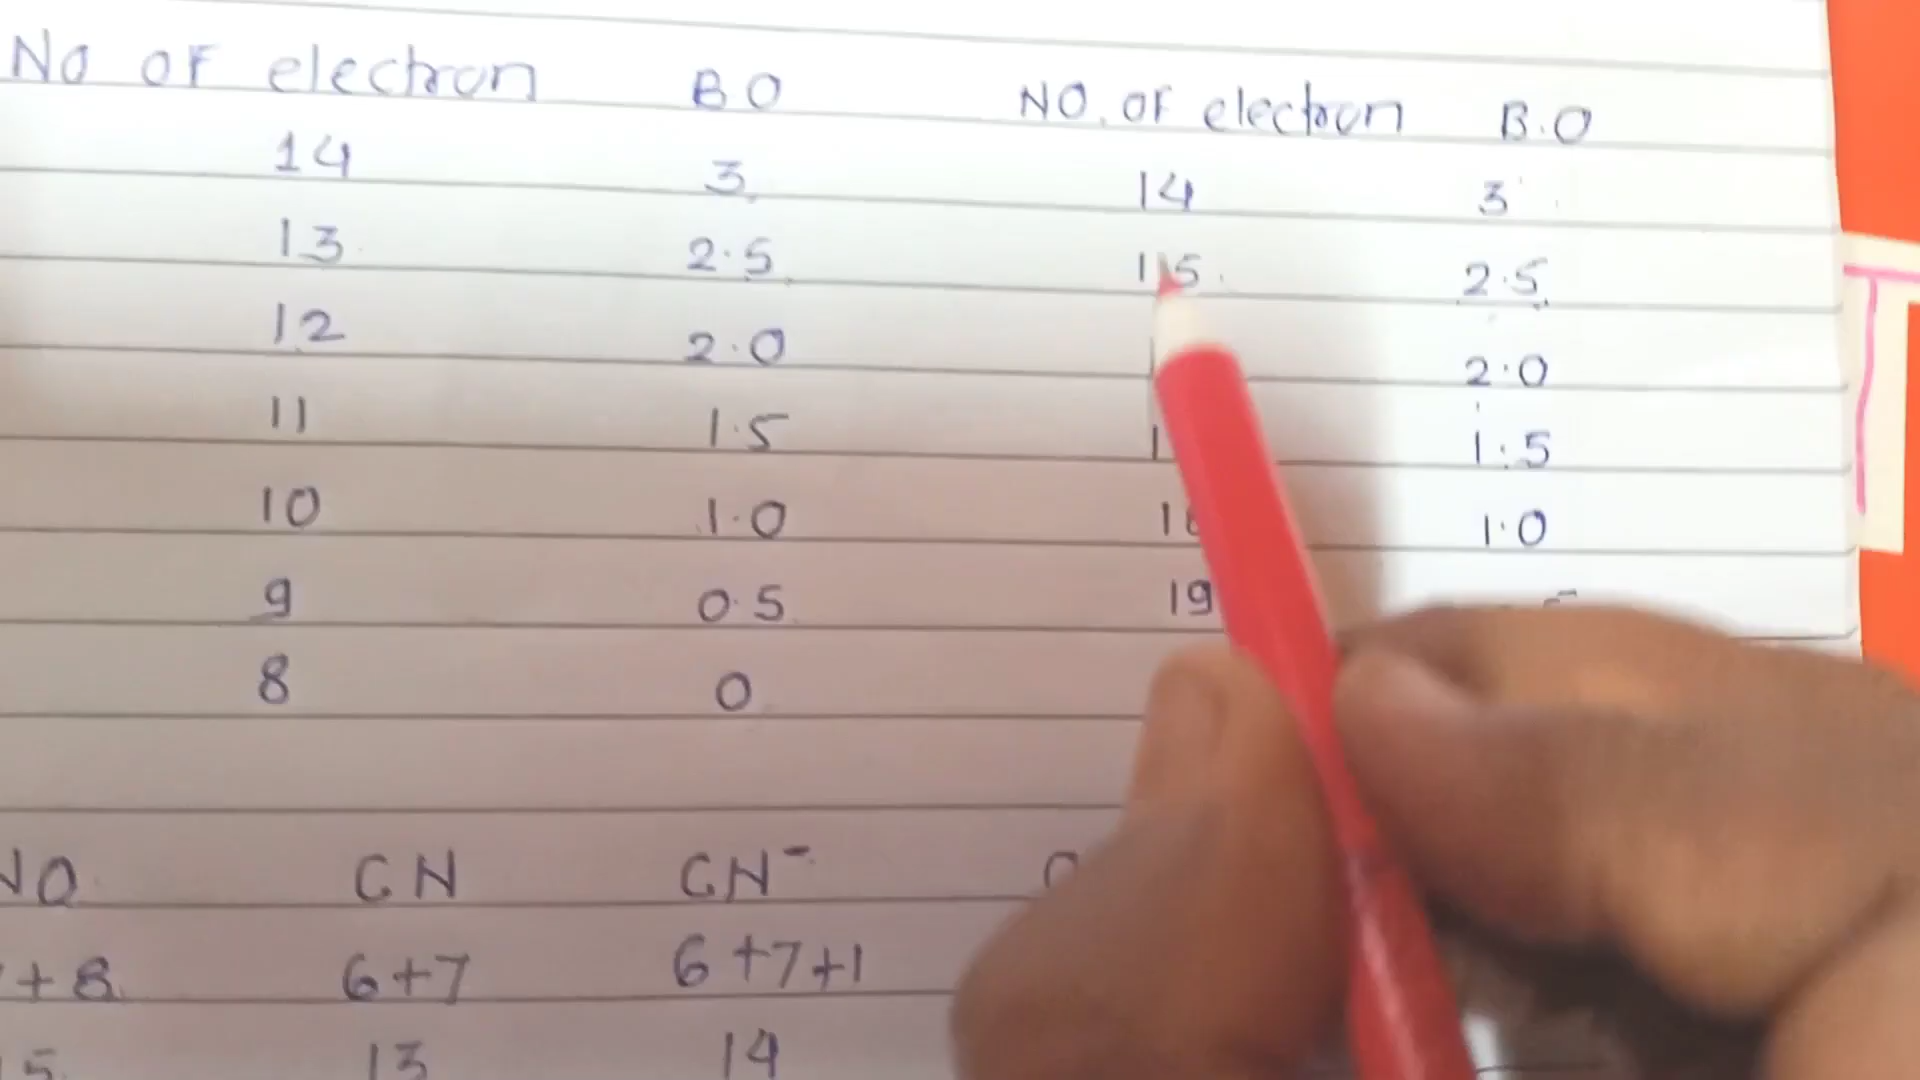 No of electron BO NO. OF electron B.O
14 3 14 3
13 2.5 15 2.5
12 2.0 2.0
11 1.5 1.5
10 1.0 1.0
9 0.5 19
8 0
NO CN CN⁻
+8 6+7 6+7+1
5 13 14